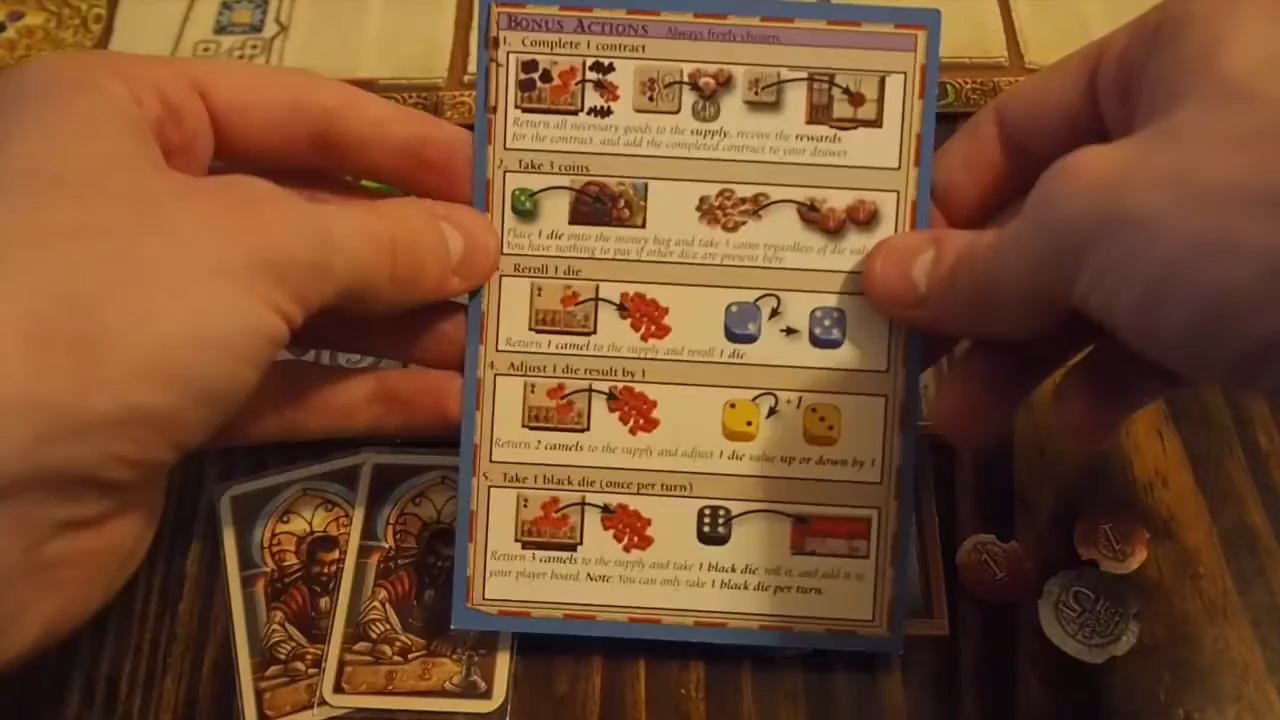 BONUS ACTIONS Always freely chosen.
1. Complete 1 contract
Return all necessary goods to the supply, receive the rewards
for the contract, and add the completed contract to your drawer
2. Take 3 coins
Place 1 die onto the money bag and take 3 coins regardless of die
You have nothing to pay if other dice are present here.
Reroll 1 die
Return 1 camel to the supply and reroll 1 die
4. Adjust 1 die result by 1
+1
Return 2 camels to the supply and adjust 1 die value up or down by 1
5. Take 1 black die (once per turn)
Return 3 camels to the supply and take 1 black die, roll it, and add it to
your player board. Note: You can only take 1 black die per turn.
1
1